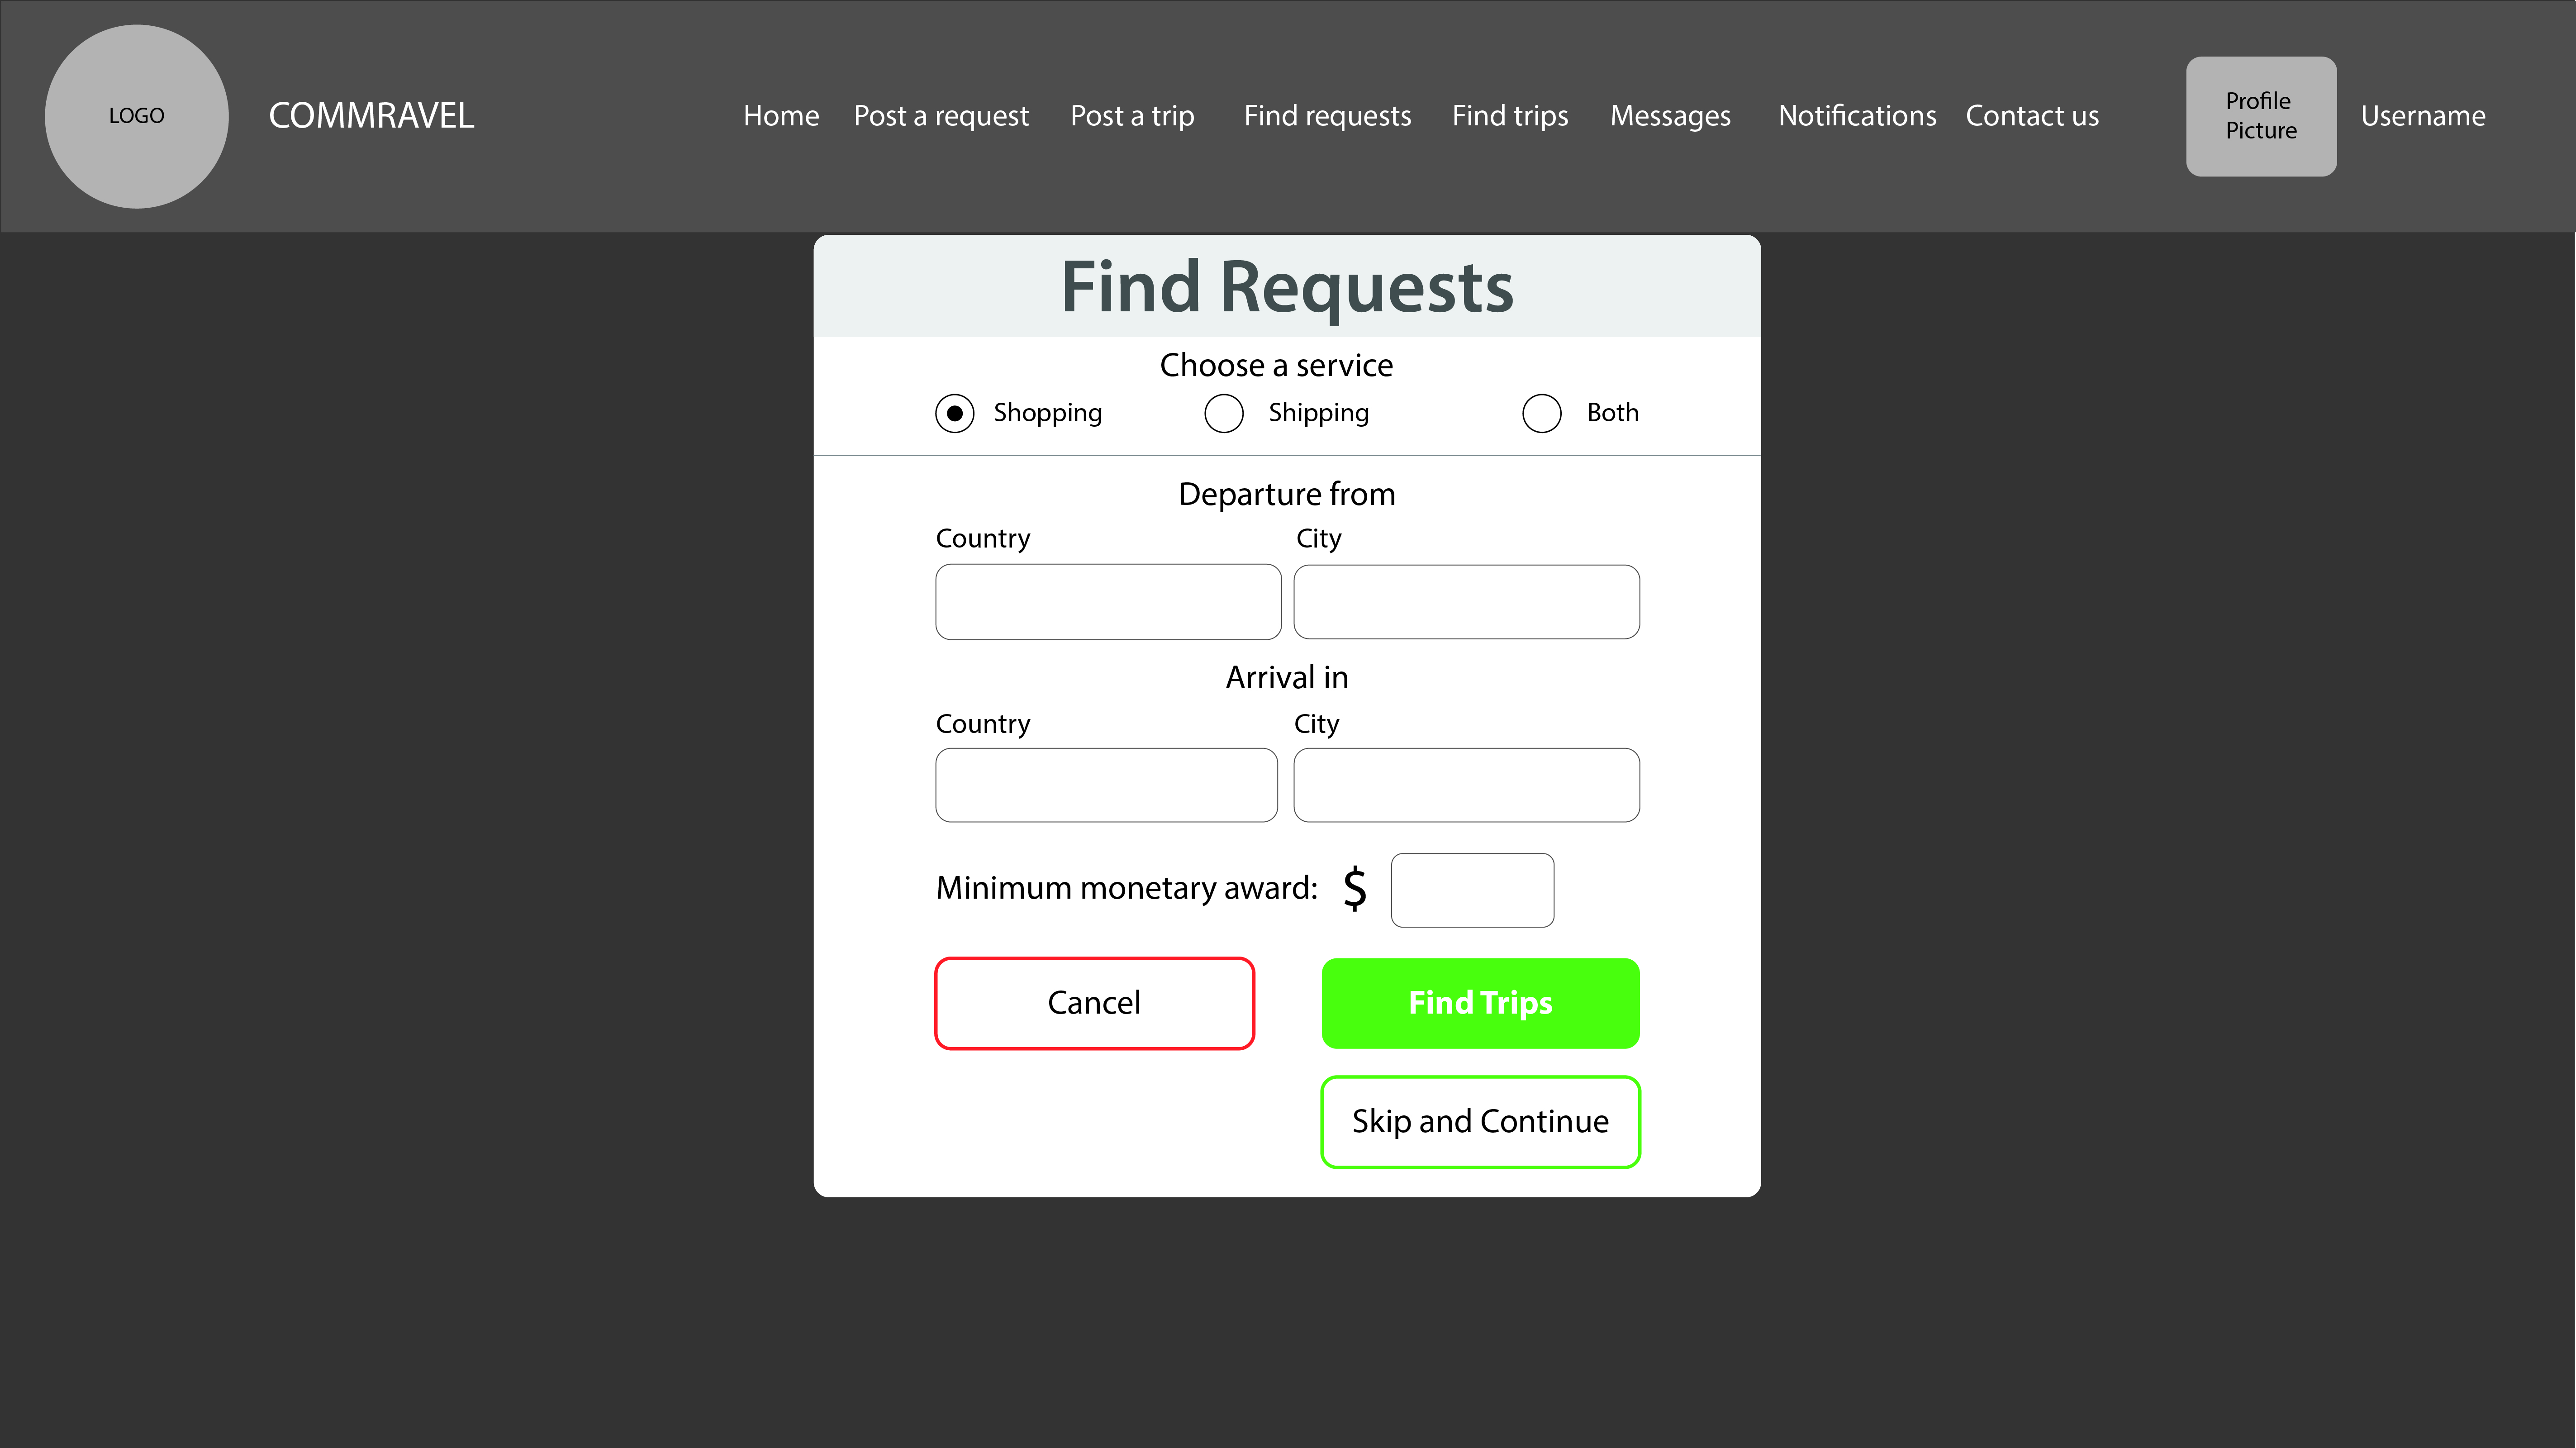 LOGO
COMMRAVEL
Home Post a request Post a trip Find requests Find trips Messages Notifications Contact us
Profile
Picture
Username
Find Requests
Choose a service
Shopping Shipping Both
Departure from
Country City
Arrival in
Country City
Minimum monetary award: $
Cancel Find Trips
Skip and Continue